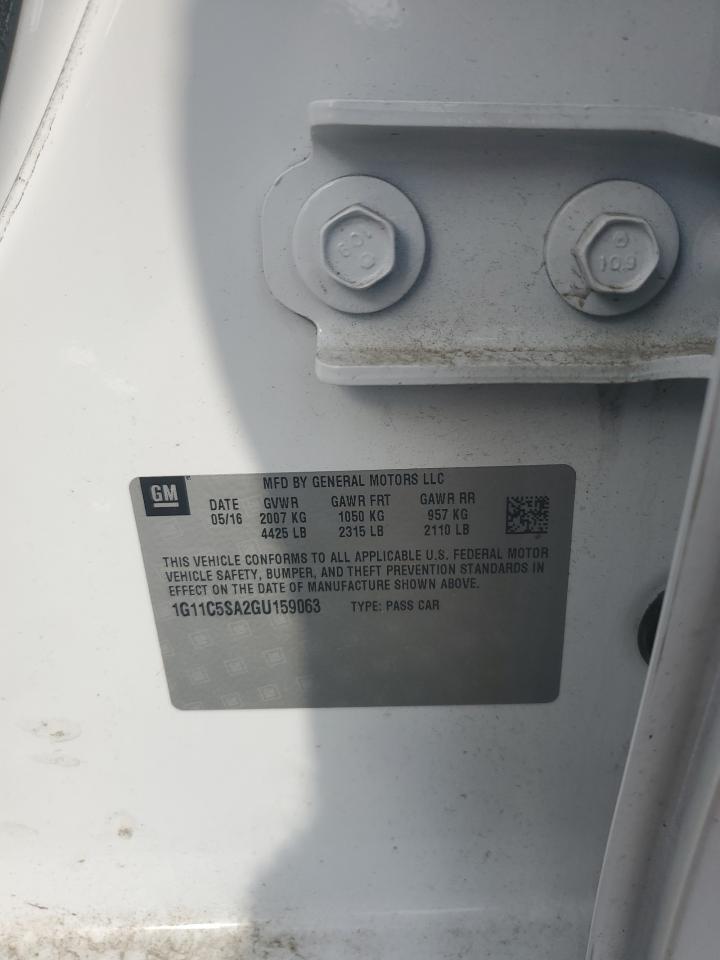 109
8
10.9
GM
MFD BY GENERAL MOTORS LLC
DATE GVWR GAWR FRT GAWR RR
05/16 2007 KG 1050 KG 957 KG
4425 LB 2315 LB 2110 LB
THIS VEHICLE CONFORMS TO ALL APPLICABLE U.S. FEDERAL MOTOR
VEHICLE SAFETY, BUMPER, AND THEFT PREVENTION STANDARDS IN
EFFECT ON THE DATE OF MANUFACTURE SHOWN ABOVE.
1G11C5SA2GU159063 TYPE: PASS CAR